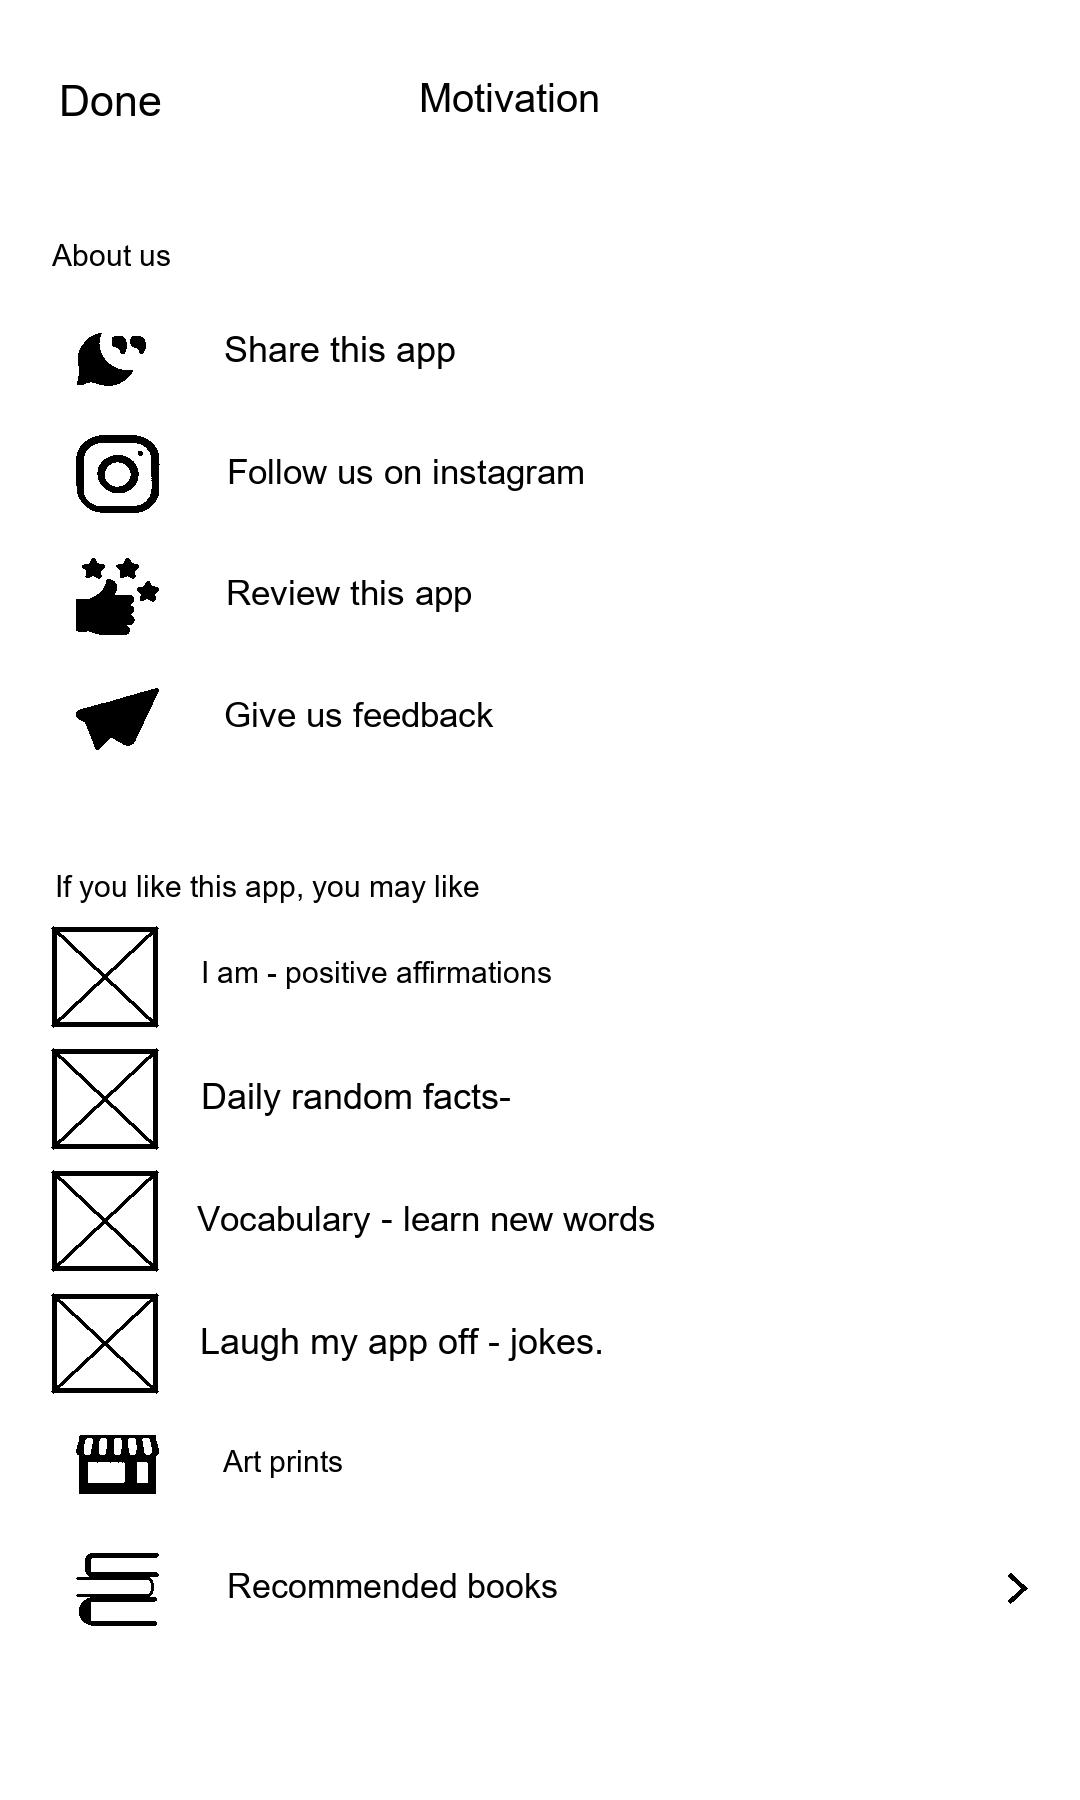 Done
Motivation
About us
Share this app
Follow us on instagram
Review this app
Give us feedback
If you like this app, you may like
I am - positive affirmations
Daily random facts-
Vocabulary - learn new words
Laugh my app off - jokes.
Art prints
Recommended books